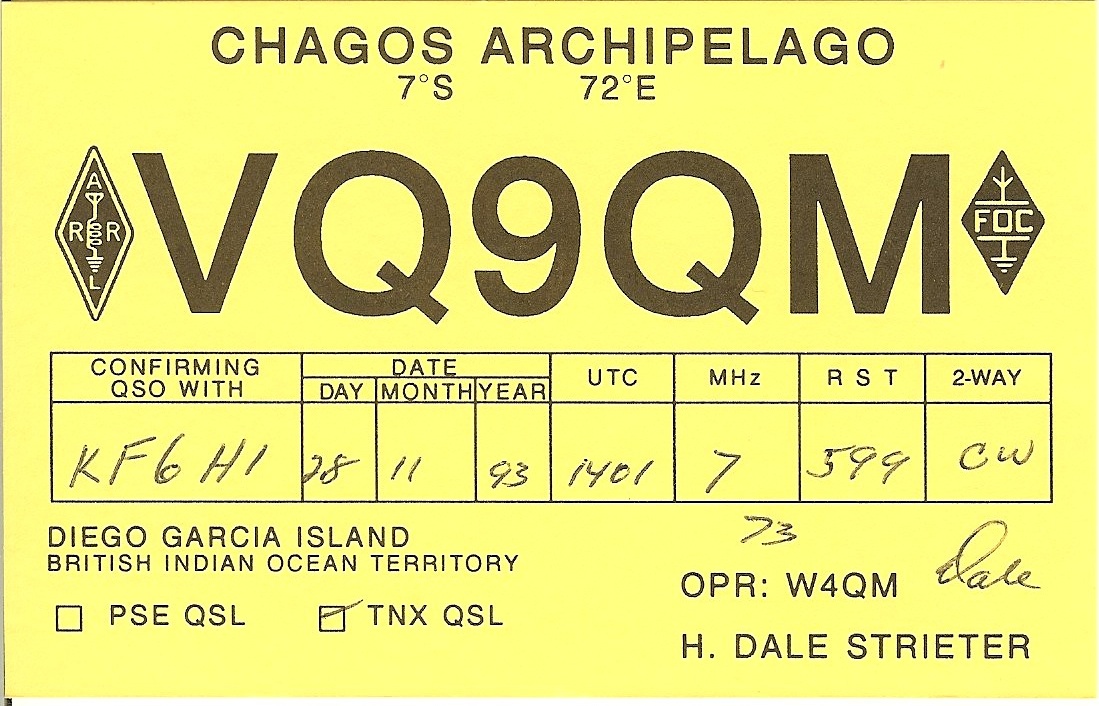 CHAGOS ARCHIPELAGO
7°S 72°E
ARRL
VQ9QM
FOC
CONFIRMING QSO WITH DATE DAY MONTH YEAR UTC MHz R S T 2-WAY
KF6HI 28 11 93 1401 7 599 CW
DIEGO GARCIA ISLAND
BRITISH INDIAN OCEAN TERRITORY
PSE QSL TNX QSL
73
OPR: W4QM Dale
H. DALE STRIETER